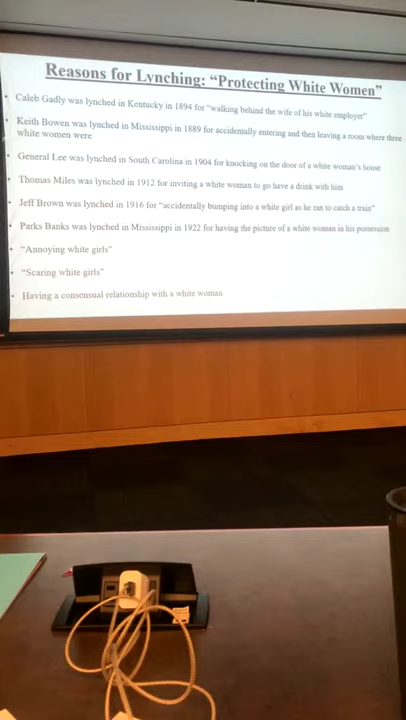 Reasons for Lynching: "Protecting White Women"
• Caleb Gadly was lynched in Kentucky in 1894 for "walking behind the wife of his white employer"
• Keith Bowen was lynched in Mississippi in 1889 for accidentally entering and then leaving a room where three
white women were
• General Lee was lynched in South Carolina in 1904 for knocking on the door of a white woman's house
• Thomas Miles was lynched in 1912 for inviting a white woman to go have a drink with him
• Jeff Brown was lynched in 1916 for "accidentally bumping into a white girl as he ran to catch a train"
• Parks Banks was lynched in Mississippi in 1922 for having the picture of a white woman in his possession
• "Annoying white girls"
• "Scaring white girls"
• Having a consensual relationship with a white woman